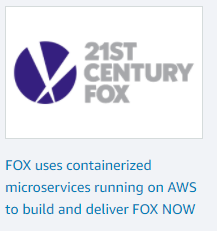 21ST
CENTURY
FOX
FOX uses containerized
microservices running on AWS
to build and deliver FOX NOW